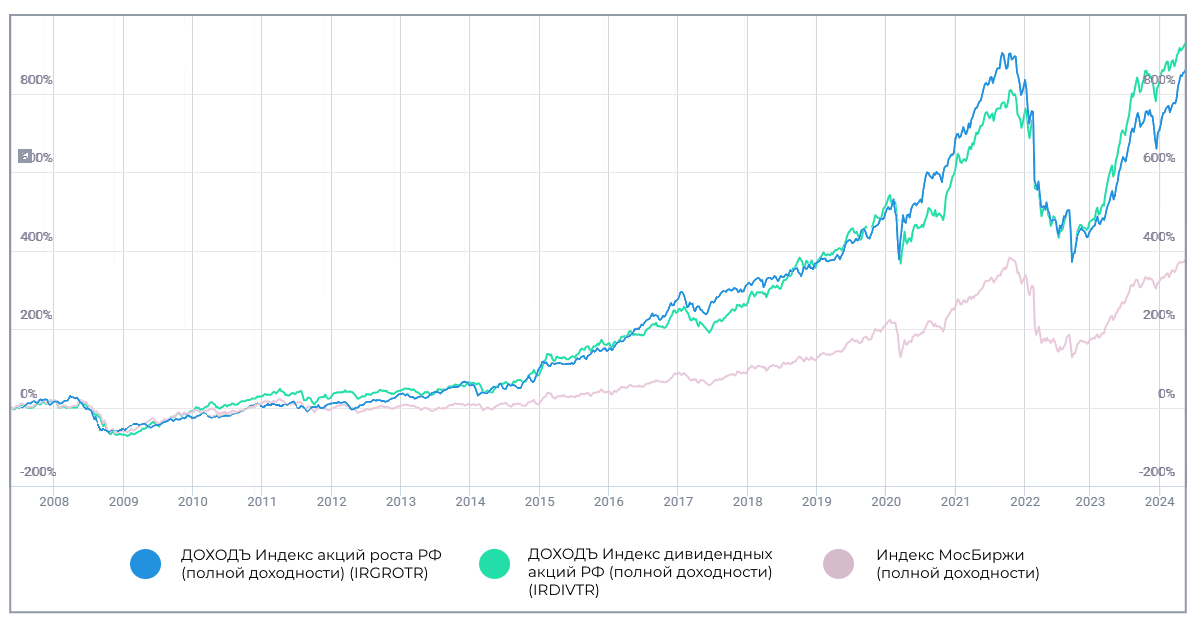 800%
800%
600%
400%
400%
200%
200%
0%
0%
-200%
-200%
2008 2009 2010 2011 2012 2013 2014 2015 2016 2017 2018 2019 2020 2021 2022 2023 2024
ДОХОДЪ Индекс акций роста РФ
(полной доходности) (IRGROTR)
ДОХОДЪ Индекс дивидендных
акций РФ (полной доходности)
(IRDIVTR)
Индекс МосБиржи
(полной доходности)